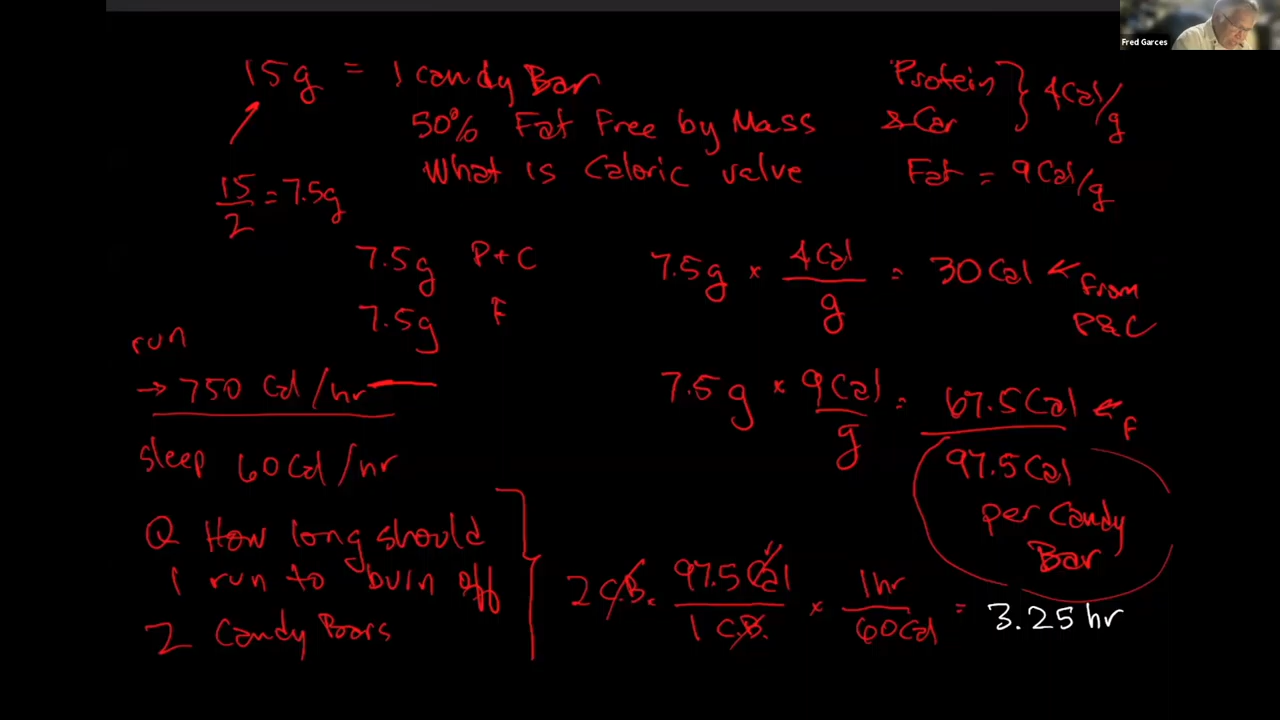 Fred Garces
15g = 1 candy Bar
50% Fat Free by Mass
What is Caloric value
Protein
& Car
4Cal/g
Fat = 9Cal/g
15/2 = 7.5g
7.5g P+C
7.5g F
7.5g × 4Cal/g = 30Cal ← from
P&C
7.5g × 9Cal/g = 67.5Cal ← F
97.5Cal
per Candy
Bar
run
→ 750 Cal/hr
sleep 60Cal/hr
Q How long should
I run to burn off
2 Candy Bars
2 C.B. 97.5Cal/1 C.B. × 1hr/60Cal = 3.25 hr